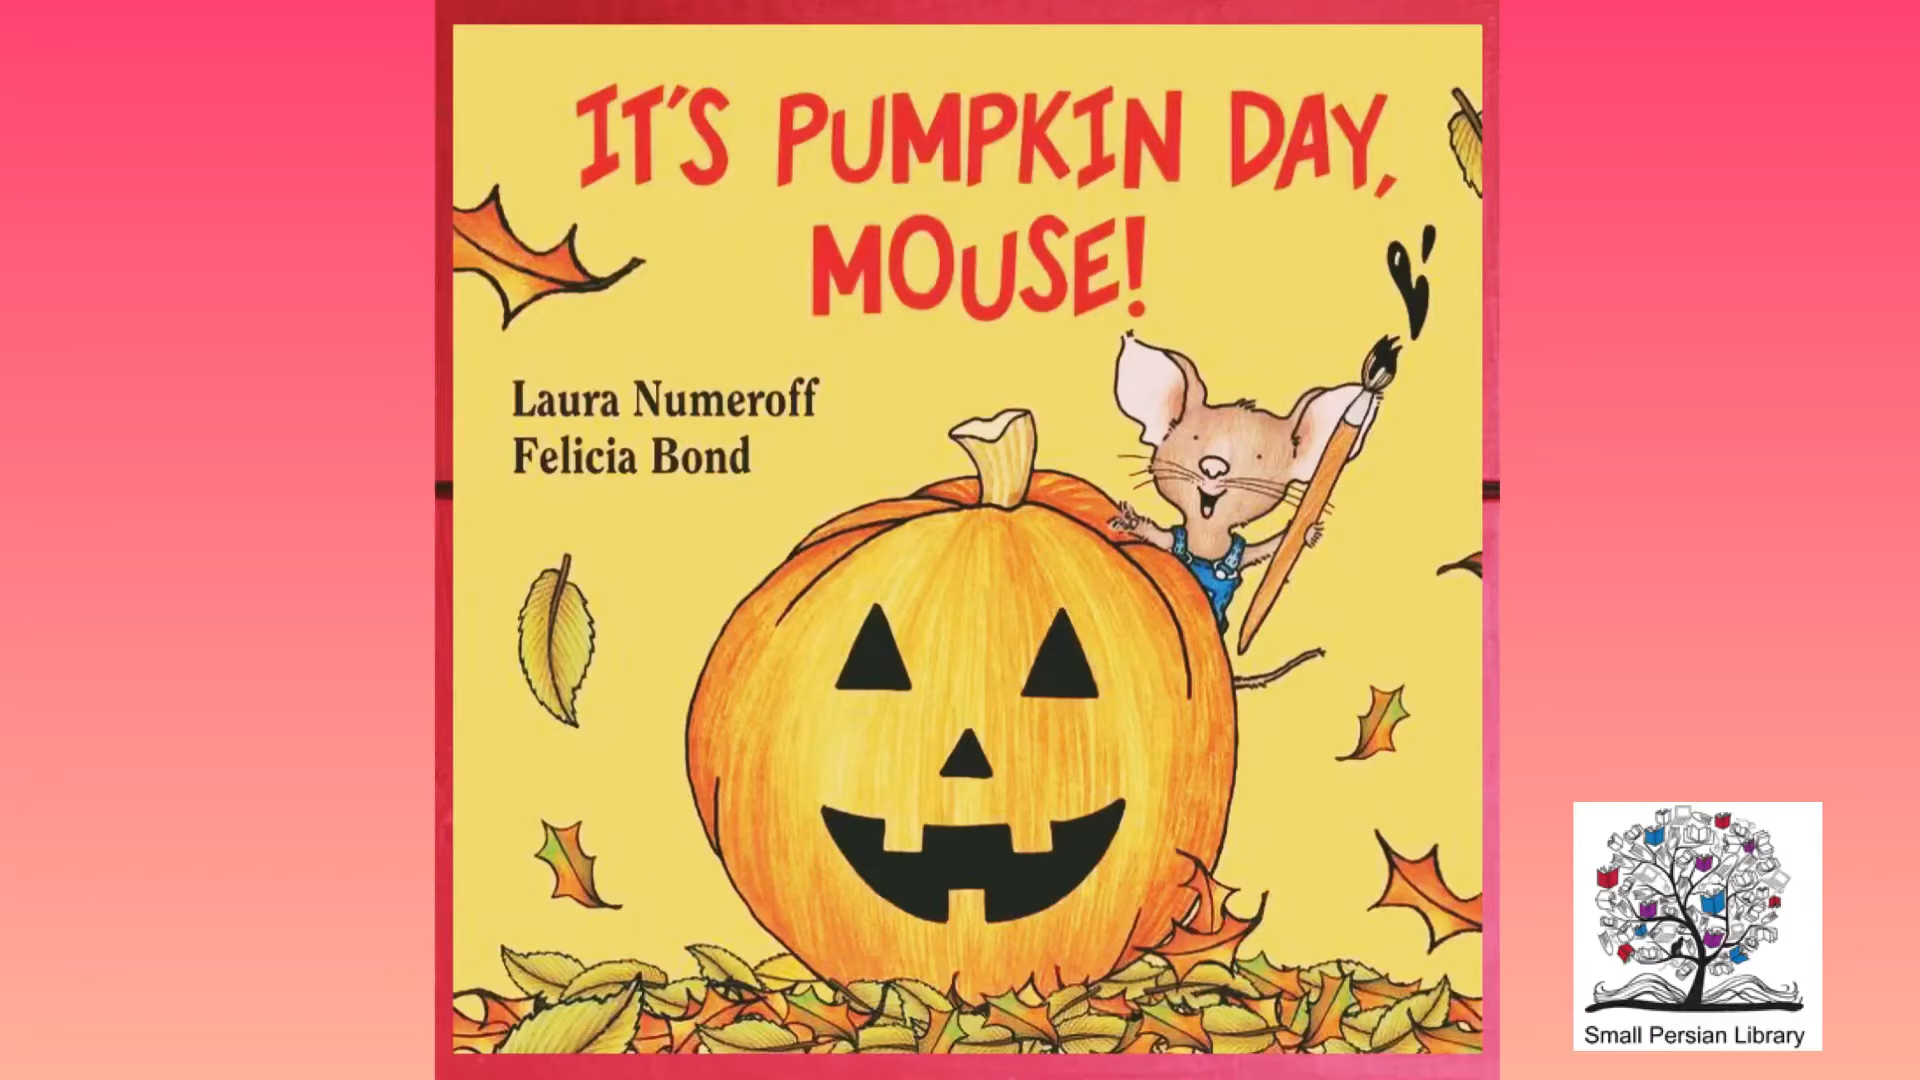 IT'S PUMPKIN DAY,
MOUSE!
Laura Numeroff
Felicia Bond
Small Persian Library